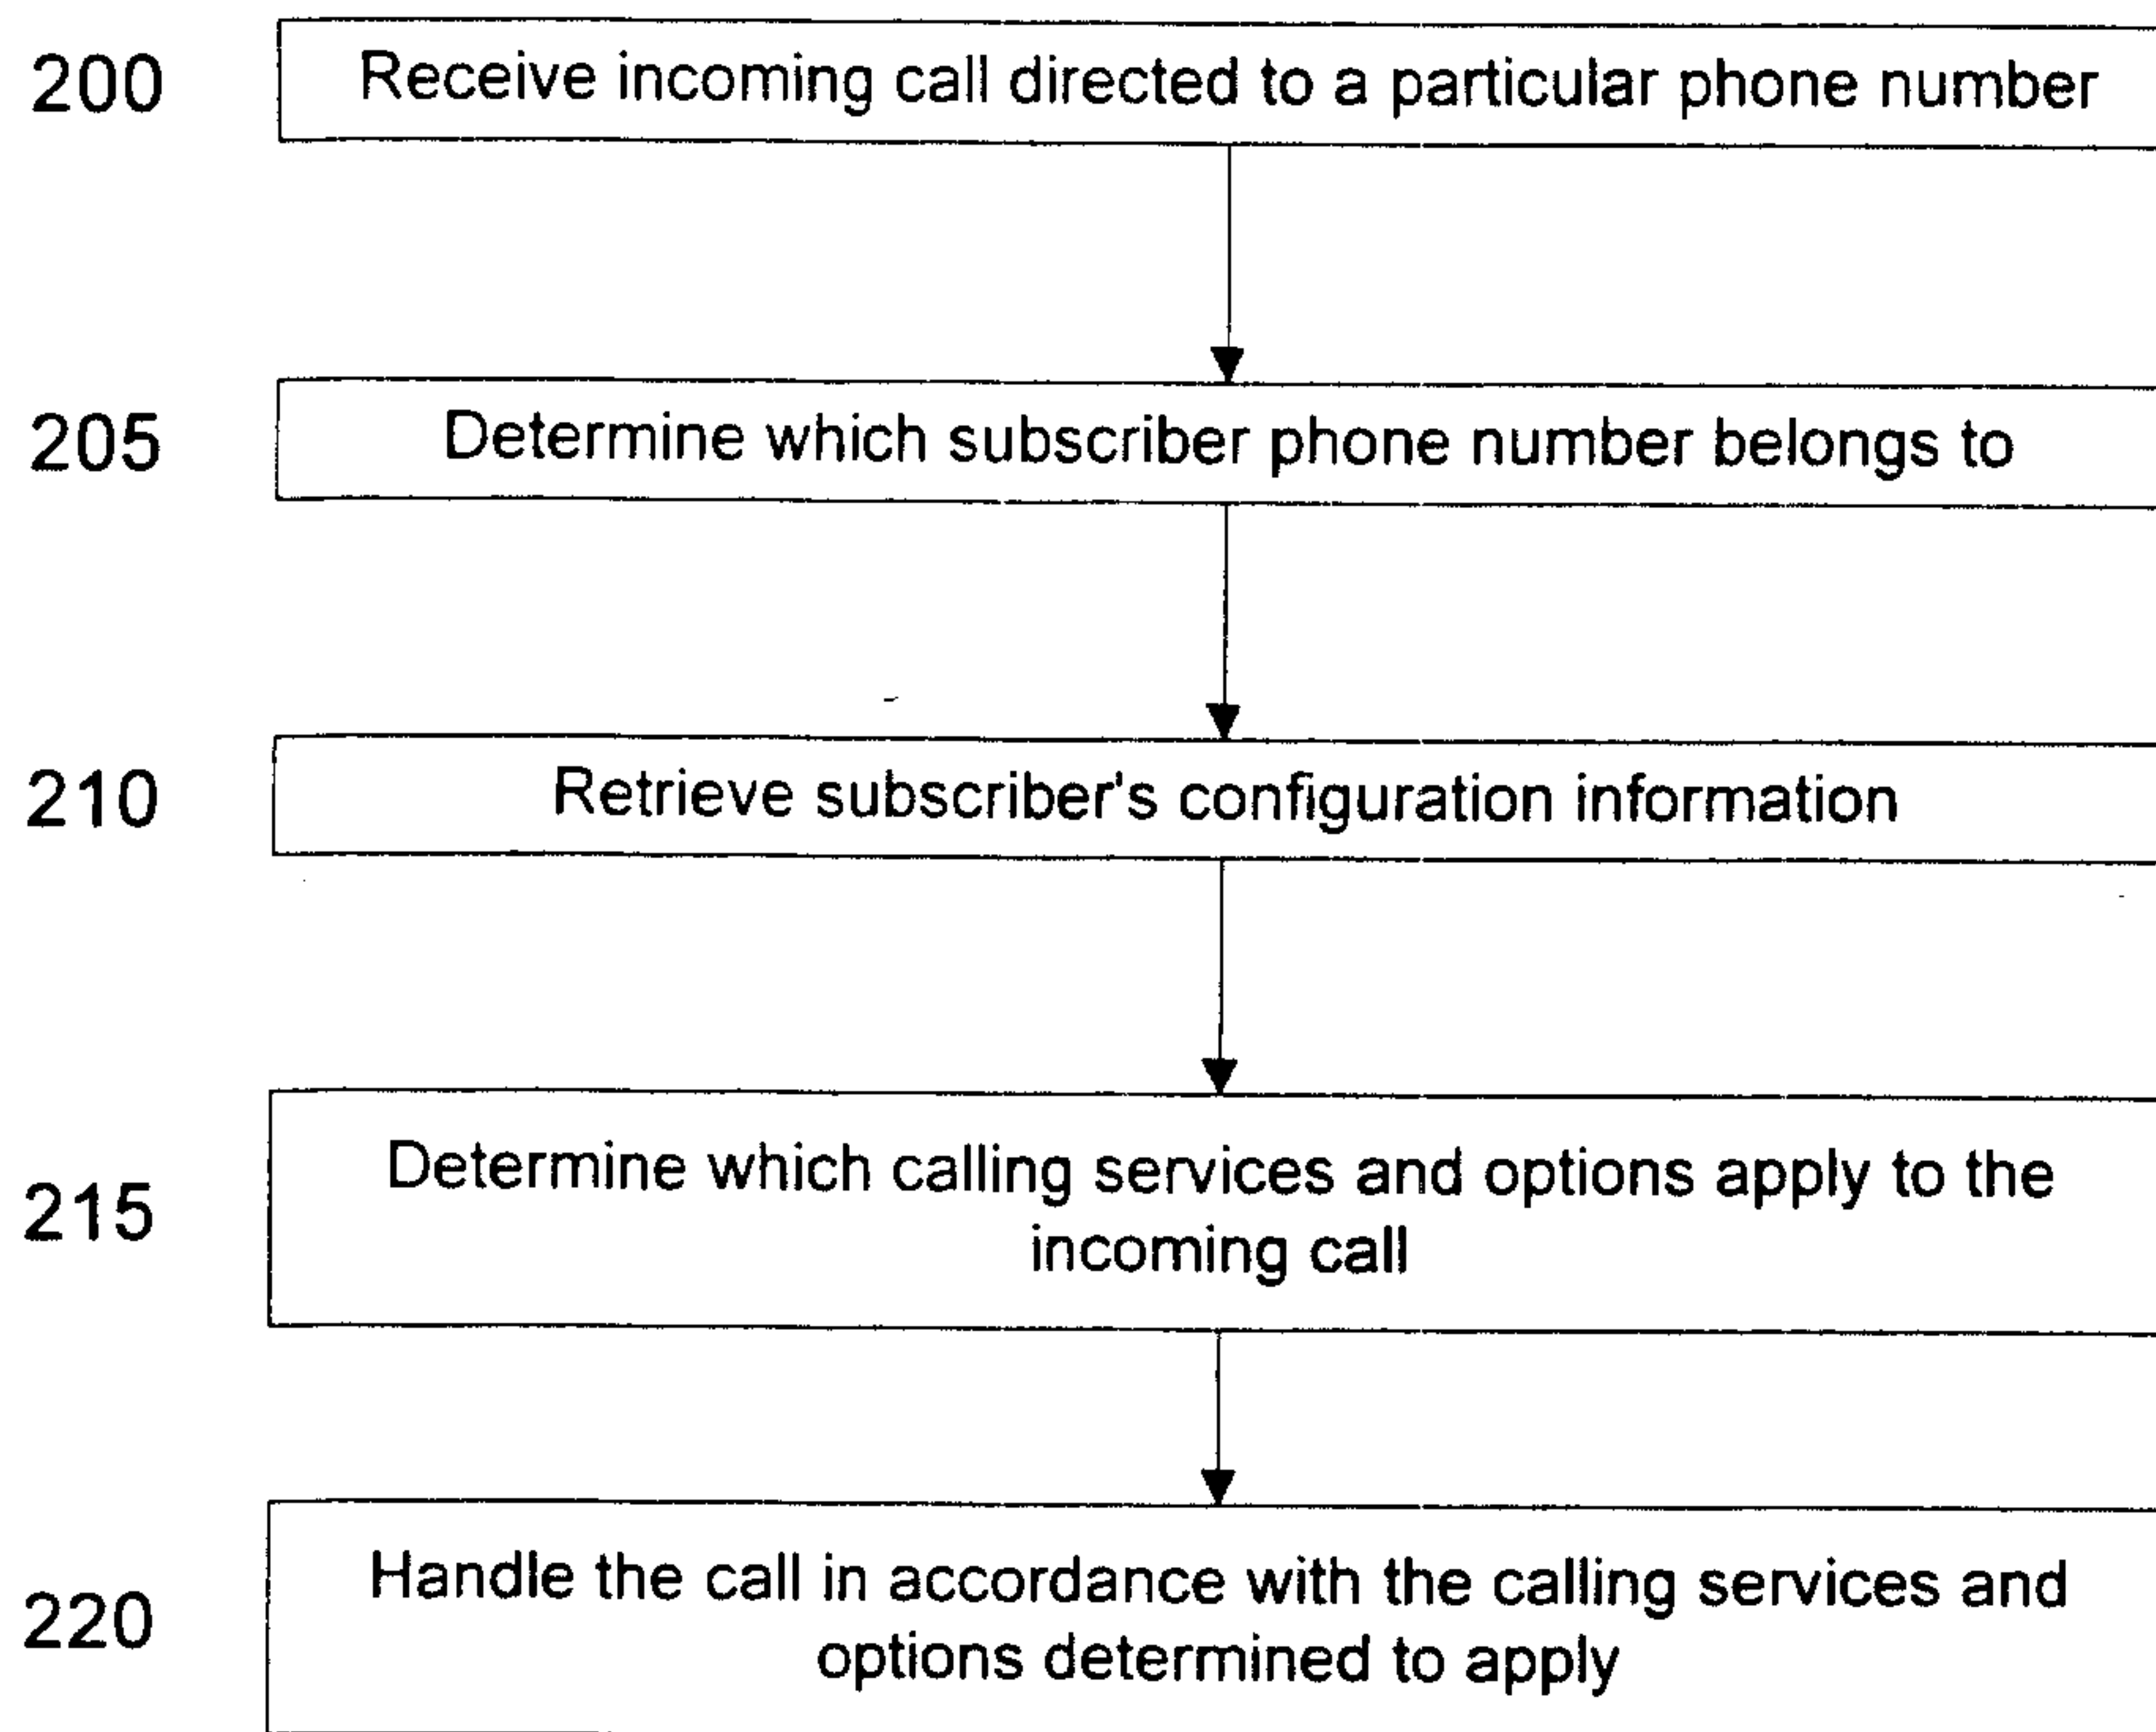 200 Receive incoming call directed to a particular phone number
205 Determine which subscriber phone number belongs to
210 Retrieve subscriber's configuration information
215 Determine which calling services and options apply to the
incoming call
220 Handle the call in accordance with the calling services and
options determined to apply